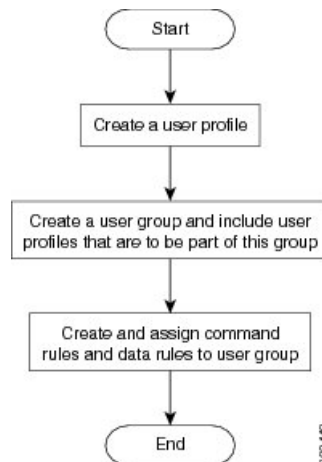 Start
Create a user profile
Create a user group and include user
profiles that are to be part of this group
Create and assign command
rules and data rules to user group
End